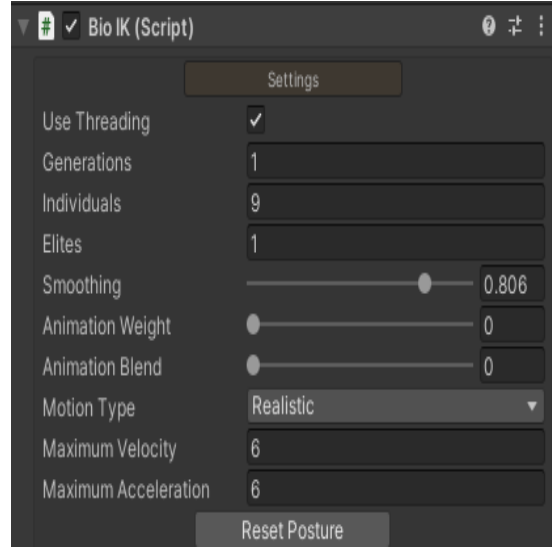 # Bio IK (Script)
Settings
Use Threading
Generations 1
Individuals 9
Elites 1
Smoothing 0.806
Animation Weight 0
Animation Blend 0
Motion Type Realistic
Maximum Velocity 6
Maximum Acceleration 6
Reset Posture